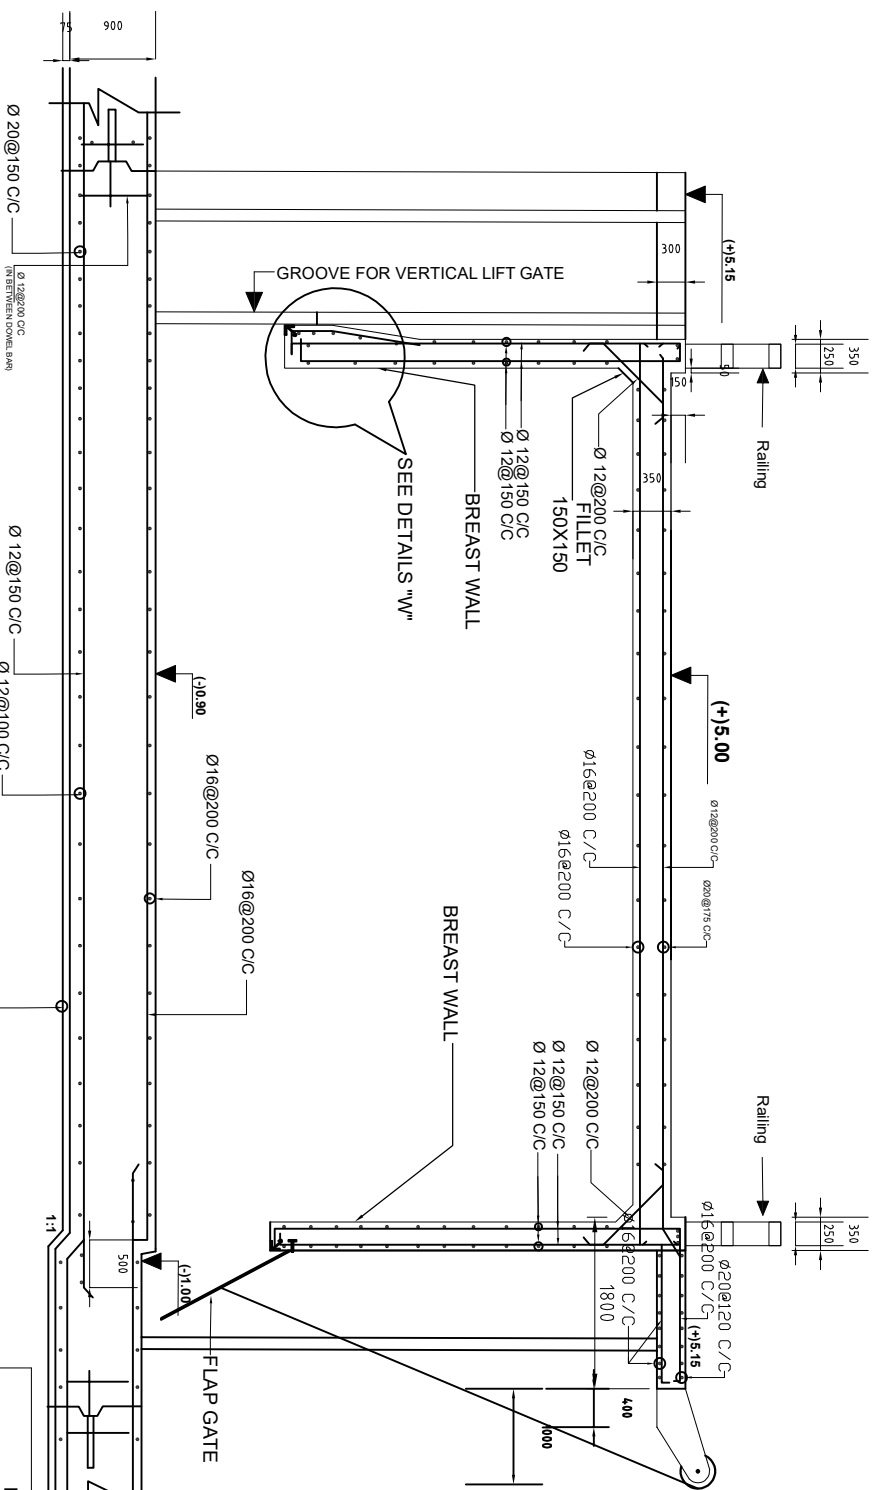 75
900
Ø 20@150 C/C
Ø 12@200 C/C
(IN BETWEEN DOWEL BAR)
Ø 12@150 C/C
Ø 12@100 C/C
(-)0.90
Ø16@200 C/C
Ø16@200 C/C
1:1
500
(-)1.00
FLAP GATE
GROOVE FOR VERTICAL LIFT GATE
300
(+)5.15
SEE DETAILS "W"
BREAST WALL
Ø 12@150 C/C
Ø 12@150 C/C
FILLET
150X150
Ø 12@200 C/C
350
150
50
250
350
Railing
(+)5.00
Ø16@200 C/C
Ø16@200 C/C
Ø12@200 C/C
Ø20@175 C/C
BREAST WALL
Ø 12@200 C/C
Ø 12@150 C/C
Ø 12@150 C/C
Railing
250
350
Ø16@200 C/C
Ø16@200 C/C
Ø20@120 C/C
(+)5.15
1800
400
000